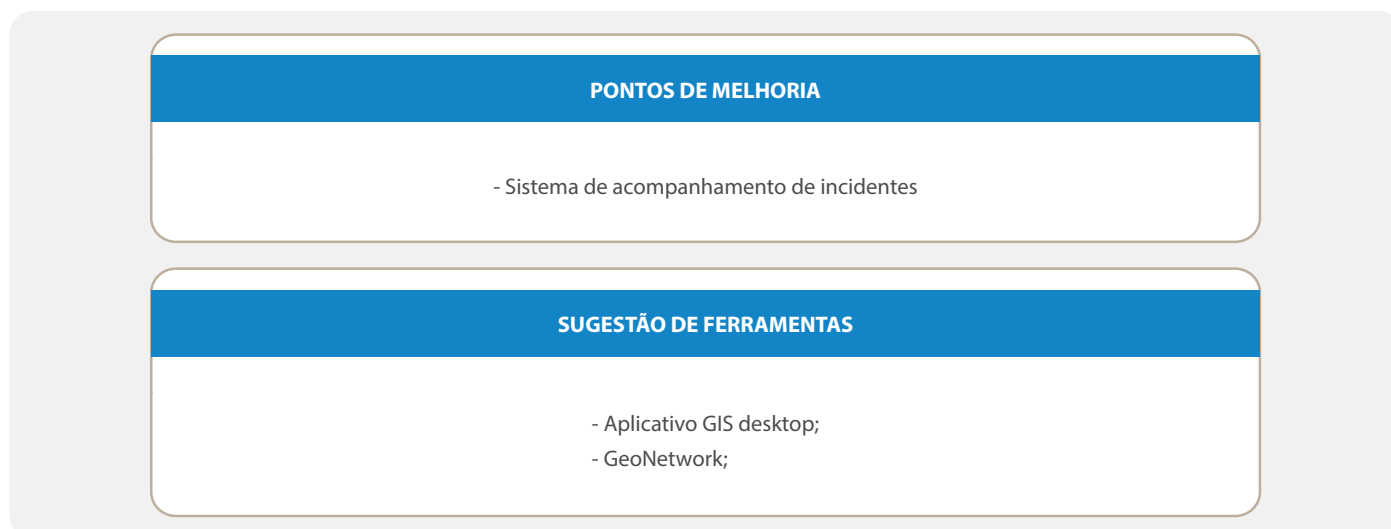 PONTOS DE MELHORIA
- Sistema de acompanhamento de incidentes
SUGESTÃO DE FERRAMENTAS
- Aplicativo GIS desktop;
- GeoNetwork;